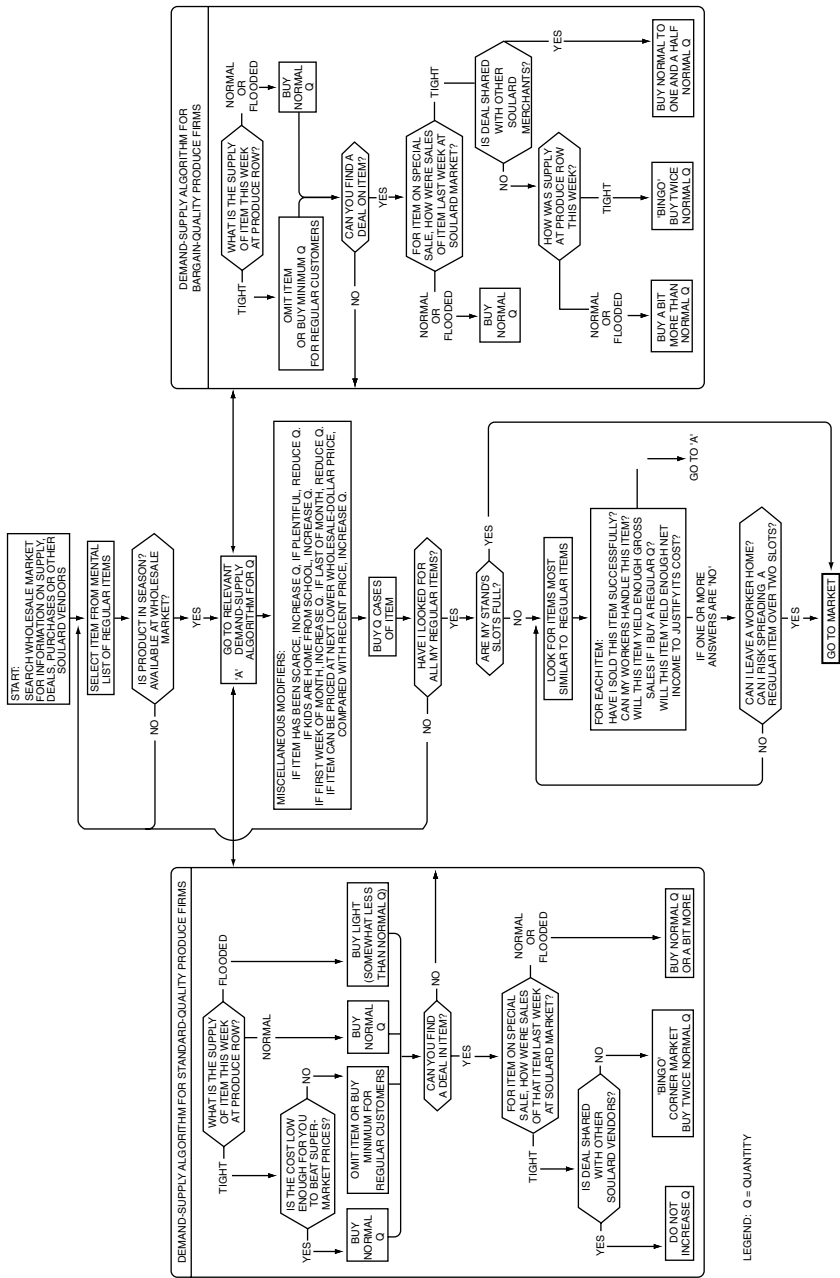 START:
SEARCH WHOLESALE MARKET
FOR INFORMATION ON SUPPLY,
DEALS, PURCHASES OR OTHER
SOULARD VENDORS
SELECT ITEM FROM MENTAL
LIST OF REGULAR ITEMS
IS PRODUCT IN SEASON?
AVAILABLE AT WHOLESALE
MARKET?
NO
YES
GO TO RELEVANT
DEMAND-SUPPLY
ALGORITHM FOR Q
'A'
MISCELLANEOUS MODIFIERS:
IF ITEM HAS BEEN SCARCE, INCREASE Q. IF PLENTIFUL, REDUCE Q.
IF KIDS ARE HOME FROM SCHOOL, INCREASE Q.
IF FIRST WEEK OF MONTH, INCREASE Q. IF LAST OF MONTH, REDUCE Q.
IF ITEM CAN BE PRICED AT NEXT LOWER WHOLESALE-DOLLAR PRICE,
COMPARED WITH RECENT PRICE, INCREASE Q.
BUY Q CASES
OF ITEM
HAVE I LOOKED FOR
ALL MY REGULAR ITEMS?
NO
YES
ARE MY STAND'S
SLOTS FULL?
YES
NO
LOOK FOR ITEMS MOST
SIMILAR TO REGULAR ITEMS
FOR EACH ITEM:
HAVE I SOLD THIS ITEM SUCCESSFULLY?
CAN MY WORKERS HANDLE THIS ITEM?
WILL THIS ITEM YIELD ENOUGH GROSS
SALES IF I BUY A REGULAR Q?
WILL THIS ITEM YIELD ENOUGH NET
INCOME TO JUSTIFY ITS COST?
GO TO 'A'
IF ONE OR MORE
ANSWERS ARE 'NO'
CAN I LEAVE A WORKER HOME?
CAN I RISK SPREADING A
REGULAR ITEM OVER TWO SLOTS?
NO
YES
GO TO MARKET
DEMAND-SUPPLY ALGORITHM FOR STANDARD-QUALITY PRODUCE FIRMS
WHAT IS THE SUPPLY
OF ITEM THIS WEEK
AT PRODUCE ROW?
TIGHT
NORMAL
FLOODED
IS THE COST LOW
ENOUGH FOR YOU
TO BEAT SUPER-
MARKET PRICES?
YES
NO
BUY
NORMAL
Q
OMIT ITEM OR BUY
MINIMUM FOR
REGULAR CUSTOMERS
BUY
NORMAL
Q
BUY LIGHT
(SOMEWHAT LESS
THAN NORMAL Q)
CAN YOU FIND
A DEAL IN ITEM?
NO
YES
FOR ITEM ON SPECIAL
SALE, HOW WERE SALES
OF THAT ITEM LAST WEEK
AT SOULARD MARKET?
TIGHT
NORMAL
OR
FLOODED
IS DEAL SHARED
WITH OTHER
SOULARD VENDORS?
YES
NO
DO NOT
INCREASE Q
'BINGO'
CORNER MARKET
BUY TWICE NORMAL Q
BUY NORMAL Q
OR A BIT MORE
DEMAND-SUPPLY ALGORITHM FOR
BARGAIN-QUALITY PRODUCE FIRMS
WHAT IS THE SUPPLY
OF ITEM THIS WEEK
AT PRODUCE ROW?
TIGHT
NORMAL
OR
FLOODED
OMIT ITEM
OR BUY MINIMUM Q
FOR REGULAR CUSTOMERS
BUY
NORMAL
Q
CAN YOU FIND A
DEAL ON ITEM?
NO
YES
FOR ITEM ON SPECIAL
SALE, HOW WERE SALES
OF ITEM LAST WEEK AT
SOULARD MARKET?
NORMAL
OR
FLOODED
TIGHT
BUY
NORMAL
Q
IS DEAL SHARED
WITH OTHER
SOULARD
MERCHANTS?
NO
YES
HOW WAS SUPPLY
AT PRODUCE ROW
THIS WEEK?
NORMAL
OR
FLOODED
TIGHT
BUY A BIT
MORE THAN
NORMAL Q
'BINGO'
BUY TWICE
NORMAL Q
BUY NORMAL TO
ONE AND A HALF
NORMAL Q
LEGEND: Q = QUANTITY